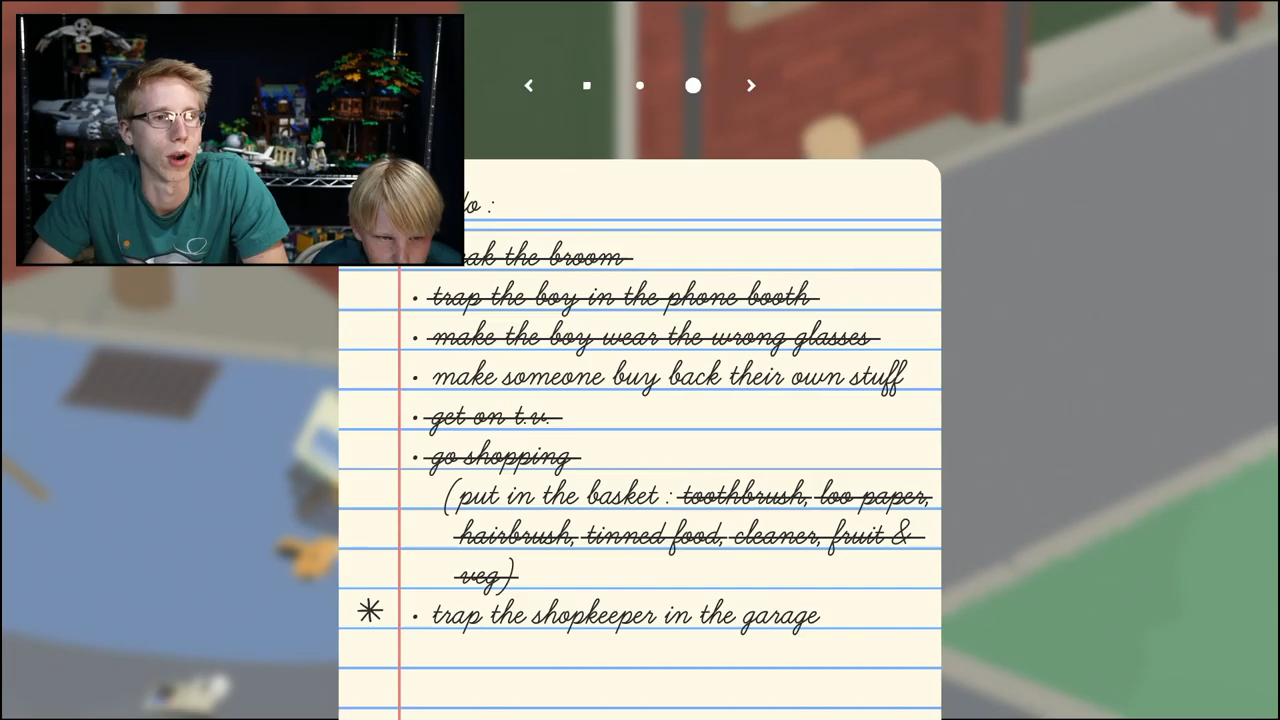 do :
eak the broom
• trap the boy in the phone booth
• make the boy wear the wrong glasses
• make someone buy back their own stuff
• get on t.v.
• go shopping
(put in the basket : toothbrush, loo paper,
hairbrush, tinned food, cleaner, fruit &
veg)
* • trap the shopkeeper in the garage